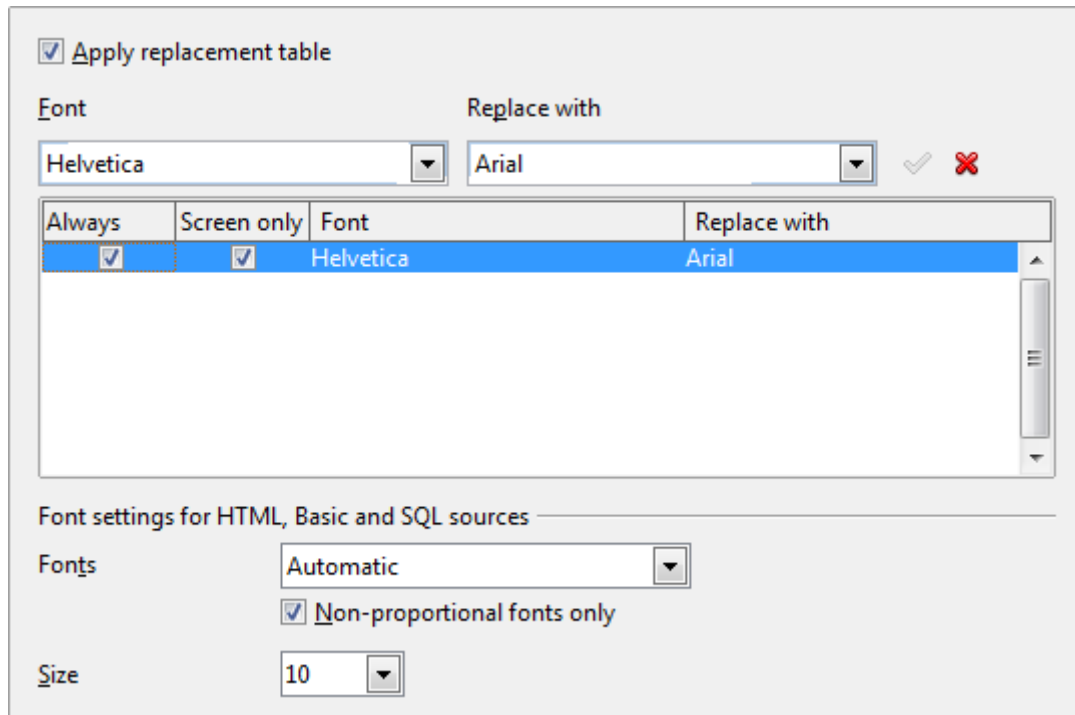 Apply replacement table
Font Replace with
Helvetica Arial
Always Screen only Font Replace with
Helvetica Arial
Font settings for HTML, Basic and SQL sources
Fonts Automatic
Non-proportional fonts only
Size 10